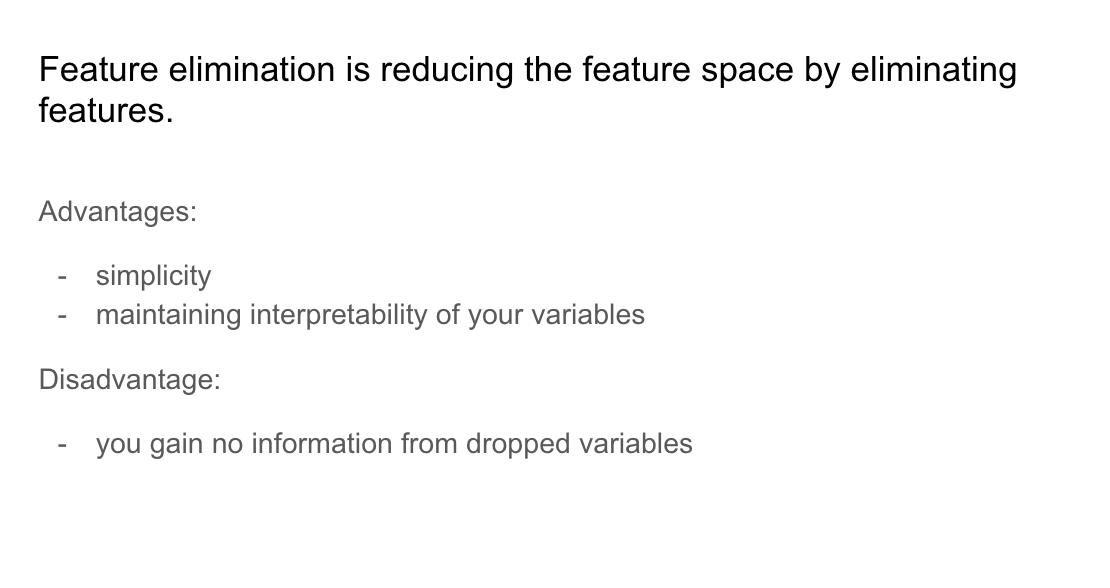 Feature elimination is reducing the feature space by eliminating
features.
Advantages:
- simplicity
- maintaining interpretability of your variables
Disadvantage:
- you gain no information from dropped variables